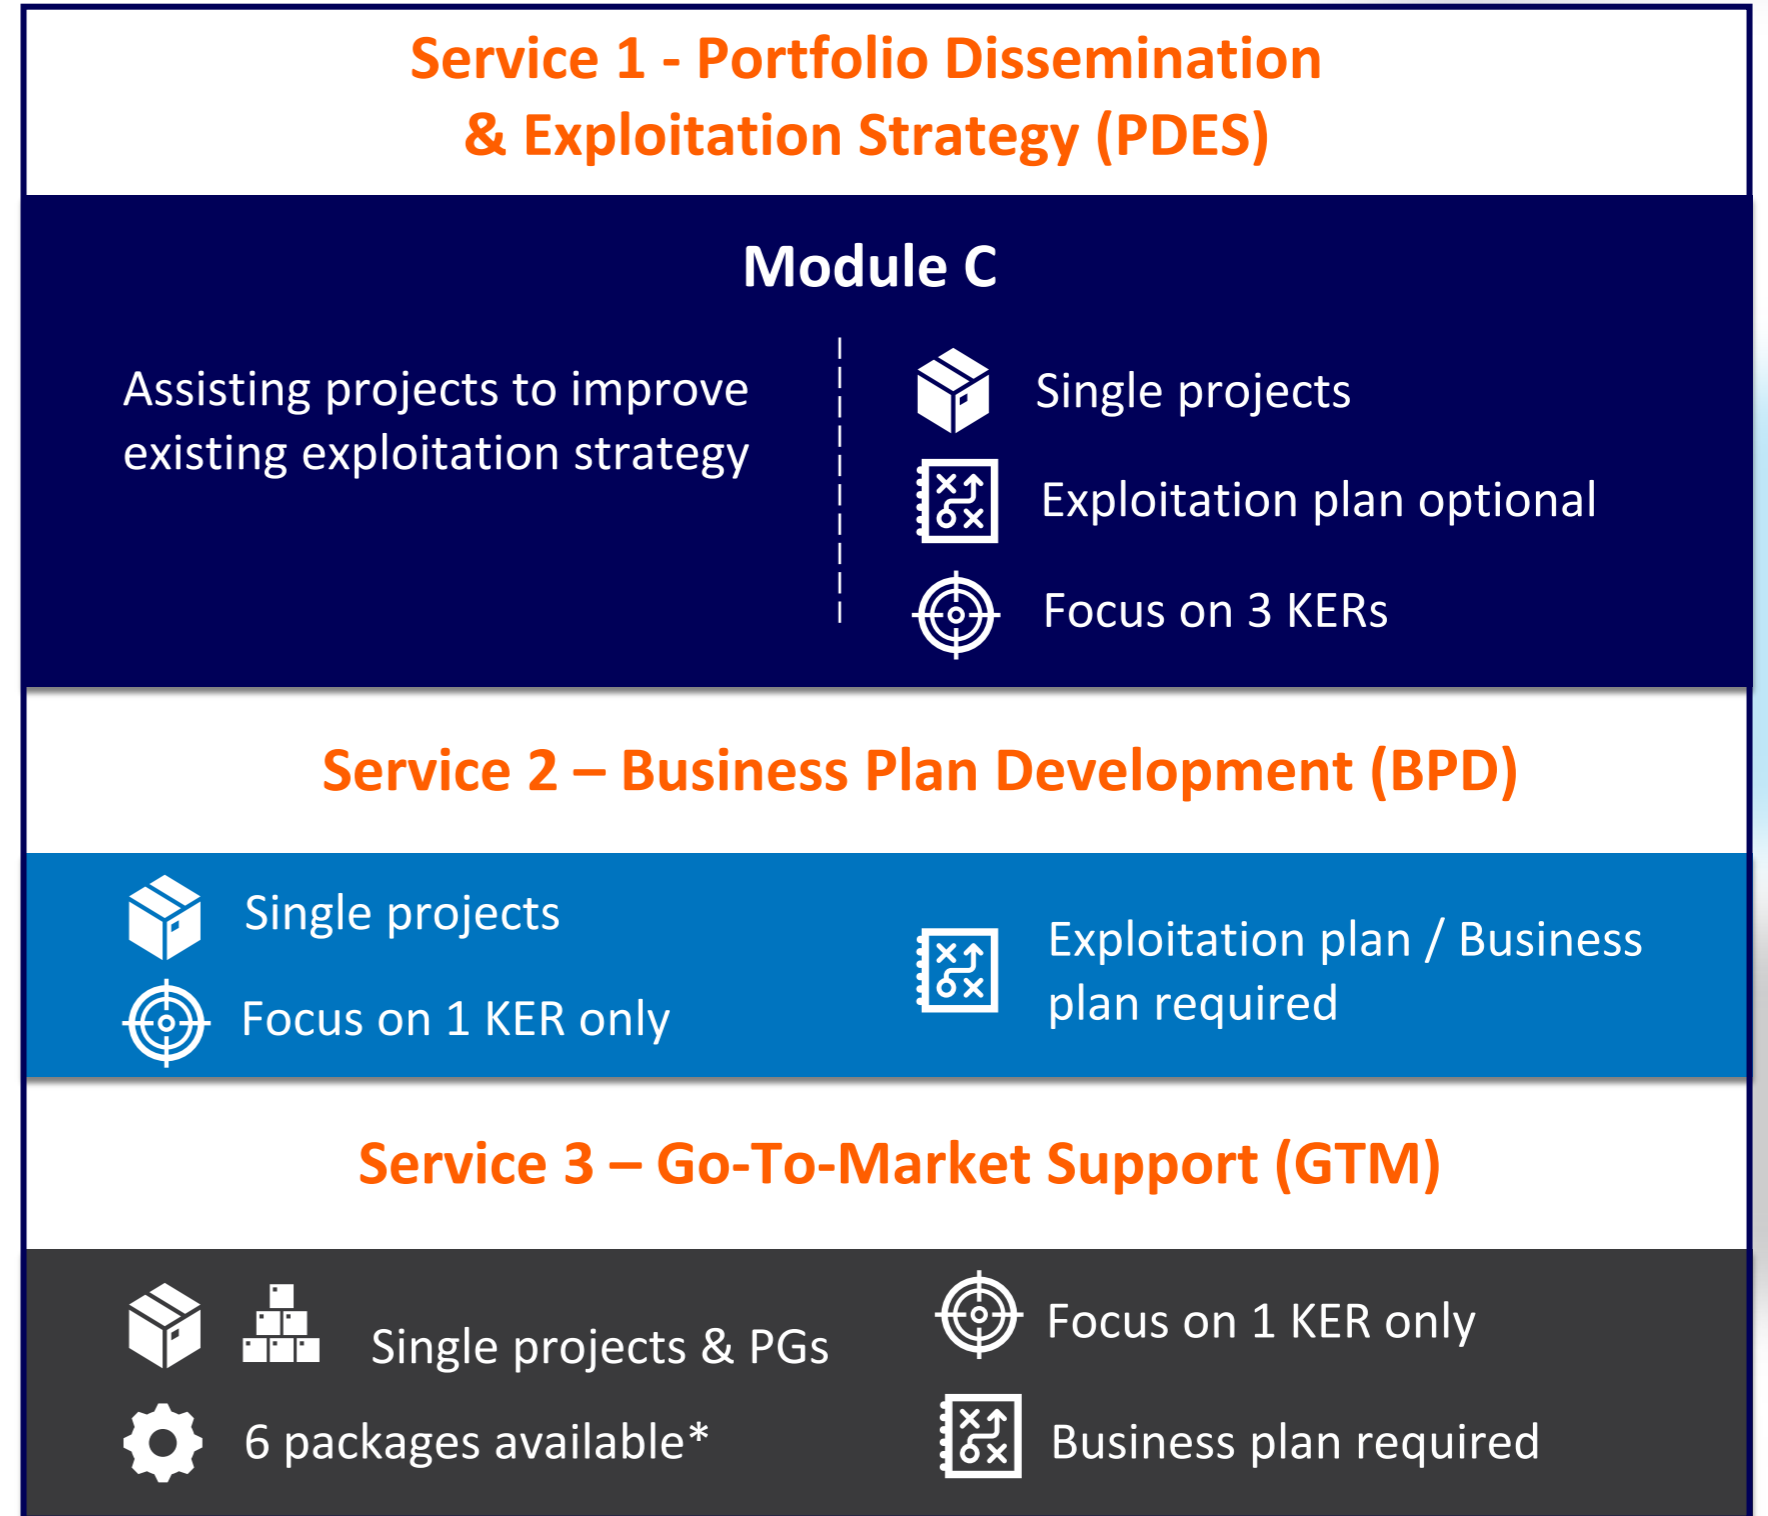 Service 1 - Portfolio Dissemination
& Exploitation Strategy (PDES)
Module C
Assisting projects to improve
existing exploitation strategy
Single projects
Exploitation plan optional
Focus on 3 KERs
Service 2 – Business Plan Development (BPD)
Single projects
Focus on 1 KER only
Exploitation plan / Business
plan required
Service 3 – Go-To-Market Support (GTM)
Single projects & PGs
6 packages available*
Focus on 1 KER only
Business plan required